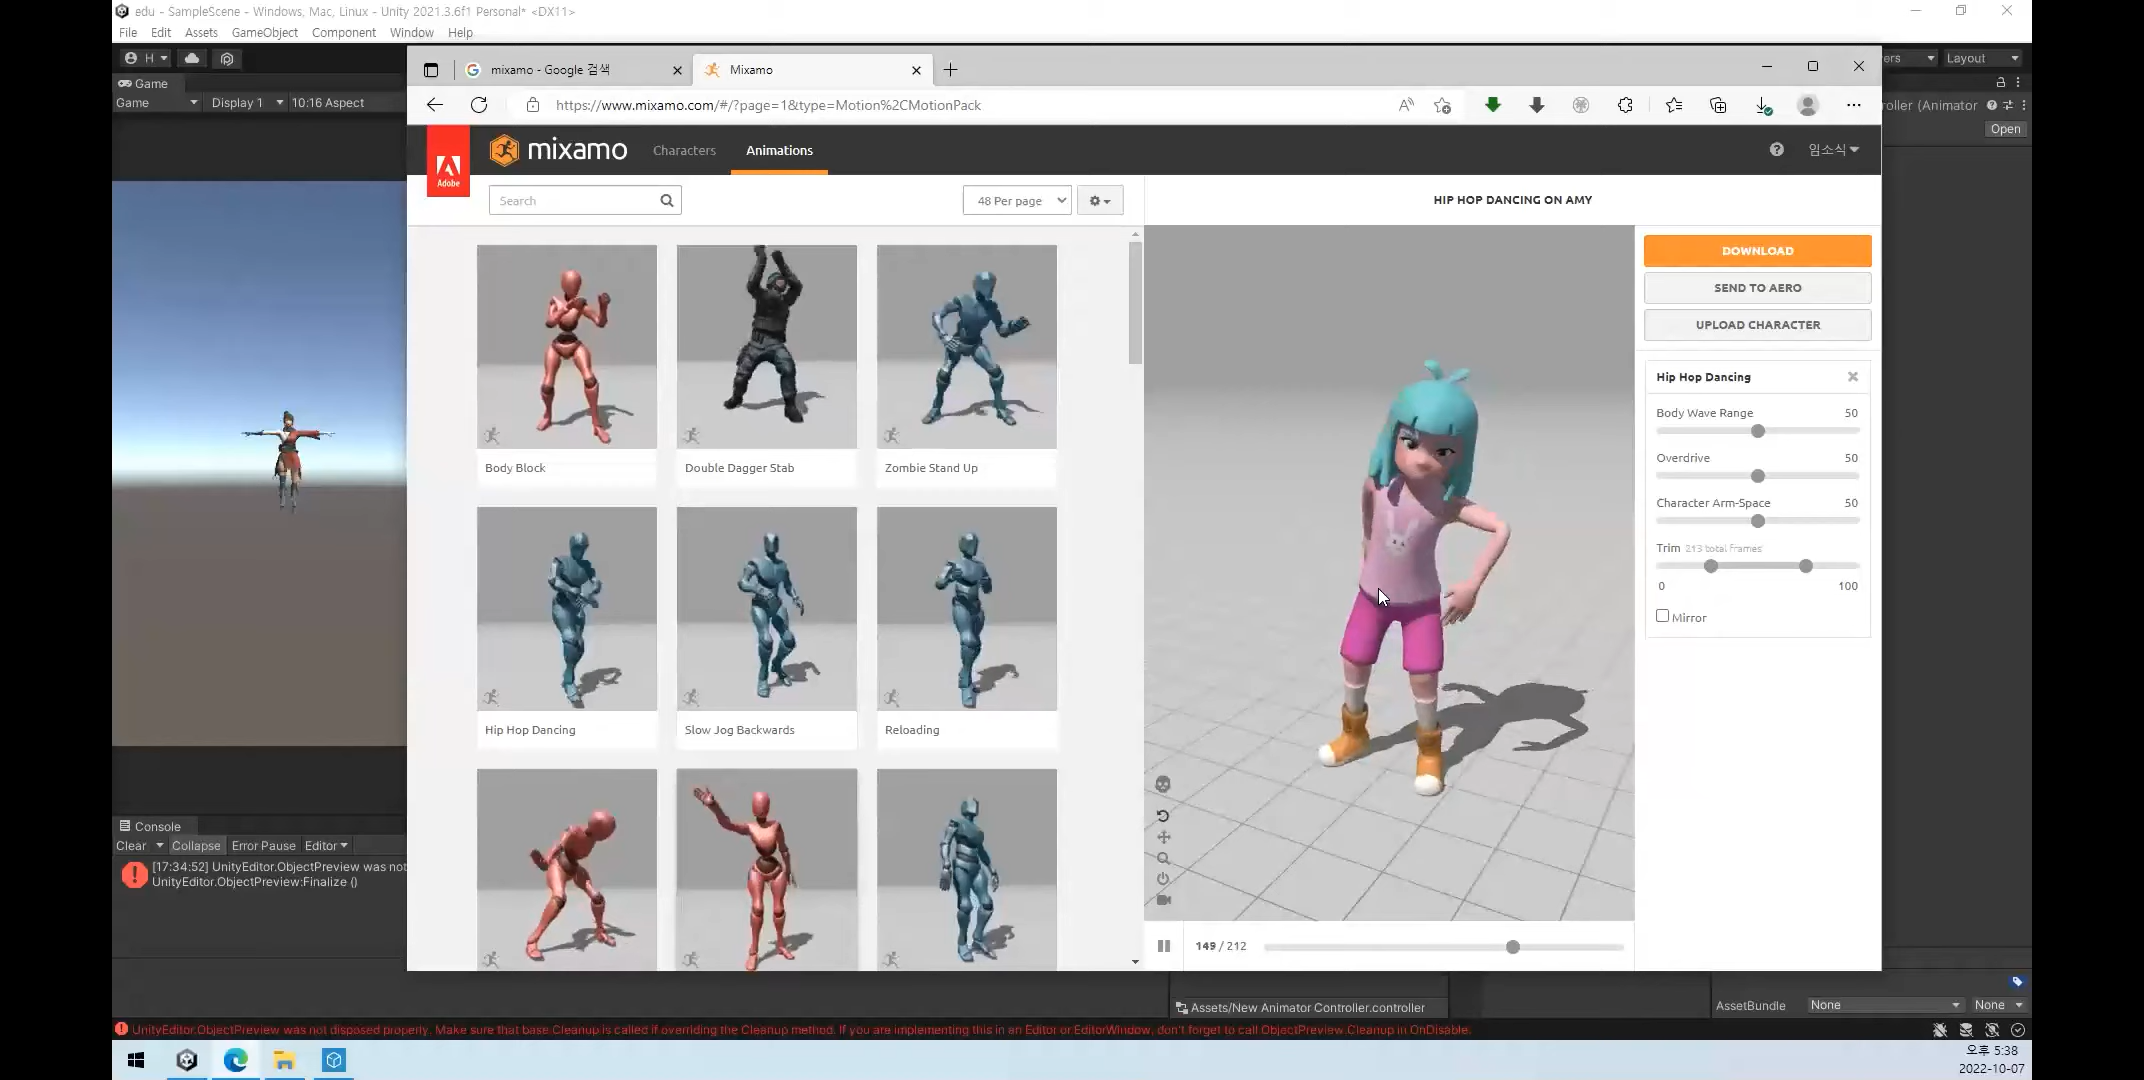 edu - SampleScene - Windows, Mac, Linux - Unity 2021.3.6f1 Personal* <DX11>
File Edit Assets GameObject Component Window Help
H
Layout
Game
Game Display 1 10:16 Aspect
mixamo - Google 검색
Mixamo
https://www.mixamo.com/#/?page=1&type=Motion%2CMotionPack
Open
Adobe
mixamo
Characters
Animations
임소식
Search
48 Per page
HIP HOP DANCING ON AMY
DOWNLOAD
SEND TO AERO
UPLOAD CHARACTER
Hip Hop Dancing
Body Wave Range 50
Overdrive 50
Character Arm-Space 50
Trim 213 total frames
0 100
Mirror
Body Block
Double Dagger Stab
Zombie Stand Up
Hip Hop Dancing
Slow Jog Backwards
Reloading
149 / 212
Console
Clear Collapse Error Pause Editor
[17:34:52] UnityEditor.ObjectPreview was not
UnityEditor.ObjectPreview:Finalize ()
Assets/New Animator Controller.controller
AssetBundle None None
UnityEditor.ObjectPreview was not disposed properly. Make sure that base.Cleanup is called if overriding the Cleanup method. If you are implementing this in an Editor or EditorWindow, don't forget to call ObjectPreview.Cleanup in OnDisable.
오후 5:38
2022-10-07